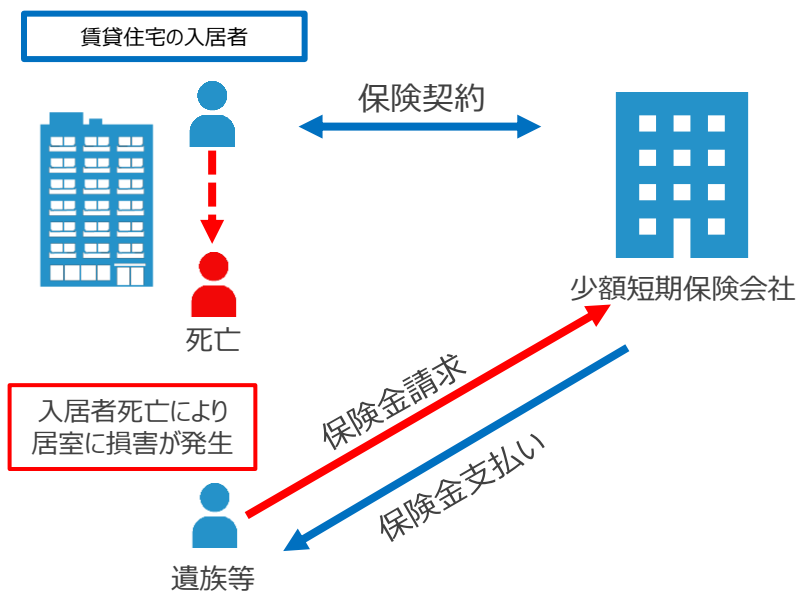 賃貸住宅の入居者
保険契約
少額短期保険会社
死亡
保険金請求
入居者死亡により
居室に損害が発生
保険金支払い
遺族等